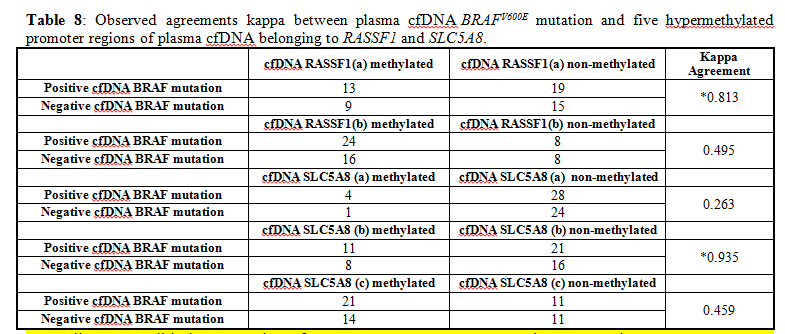 Table 8: Observed agreements kappa between plasma cfDNA BRAFV600E mutation and five hypermethylated
promoter regions of plasma cfDNA belonging to RASSF1 and SLC5A8.
cfDNA RASSF1(a) methylated cfDNA RASSF1(a) non-methylated Kappa Agreement
Positive cfDNA BRAF mutation 13 19 *0.813
Negative cfDNA BRAF mutation 9 15
cfDNA RASSF1(b) methylated cfDNA RASSF1(b) non-methylated
Positive cfDNA BRAF mutation 24 8 0.495
Negative cfDNA BRAF mutation 16 8
cfDNA SLC5A8 (a) methylated cfDNA SLC5A8 (a) non-methylated
Positive cfDNA BRAF mutation 4 28 0.263
Negative cfDNA BRAF mutation 1 24
cfDNA SLC5A8 (b) methylated cfDNA SLC5A8 (b) non-methylated
Positive cfDNA BRAF mutation 11 21 *0.935
Negative cfDNA BRAF mutation 8 16
cfDNA SLC5A8 (c) methylated cfDNA SLC5A8 (c) non-methylated
Positive cfDNA BRAF mutation 21 11 0.459
Negative cfDNA BRAF mutation 14 11